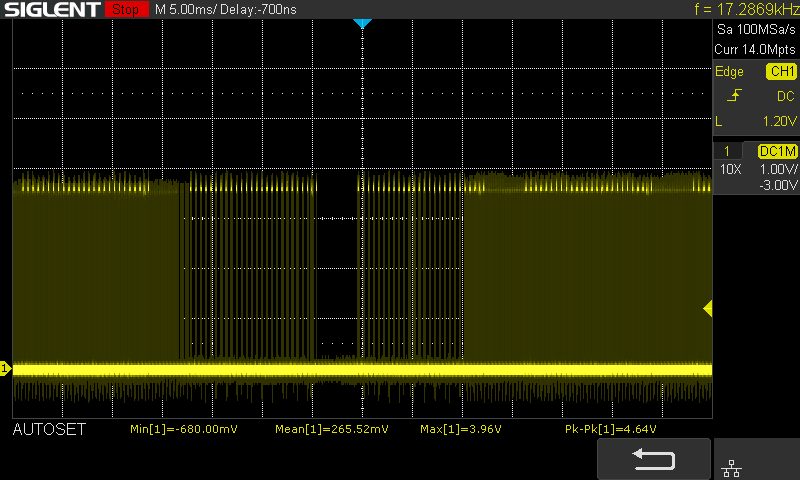 SIGLENT Stop M 5.00ms/ Delay:-700ns f = 17.2869kHz
Sa 100MSa/s
Curr 14.0Mpts
Edge CH1
DC
L 1.20V
1 DC1M
10X 1.00V/
-3.00V
1
AUTOSET Min[1]=-680.00mV Mean[1]=265.52mV Max[1]=3.96V Pk-Pk[1]=4.64V